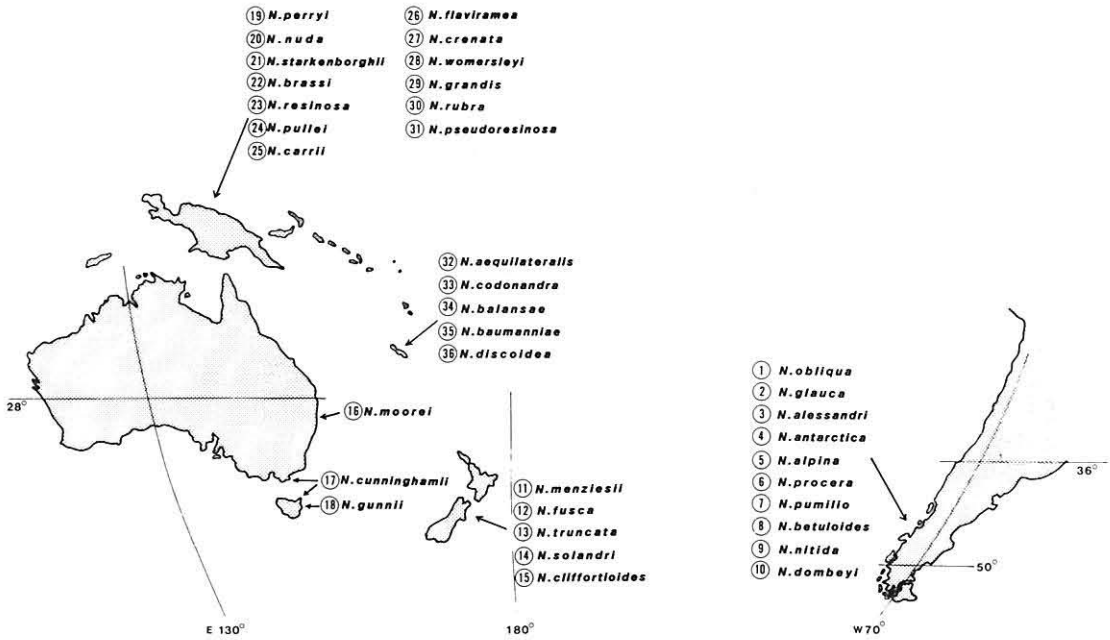 ⑲ N.perryi
⑳ N.nuda
㉑ N.starkenborghii
㉒ N.brassi
㉓ N.resinosa
㉔ N.pullei
㉕ N.carrii
㉖ N.flaviramea
㉗ N.crenata
㉘ N.womersleyi
㉙ N.grandis
㉚ N.rubra
㉛ N.pseudoresinosa
㉜ N.aequilateralis
㉝ N.codonandra
㉞ N.balansae
㉟ N.baumanniae
㊱ N.discoidea
28°
⑯ N.moorei
⑰ N.cunninghamii
⑱ N.gunnii
⑪ N.menziesii
⑫ N.fusca
⑬ N.truncata
⑭ N.solandri
⑮ N.cliffortioides
① N.obliqua
② N.glauca
③ N.alessandri
④ N.antarctica
⑤ N.alpina
⑥ N.procera
⑦ N.pumilio
⑧ N.betuloides
⑨ N.nitida
⑩ N.dombeyi
36°
50°
E 130°
180°
W70°